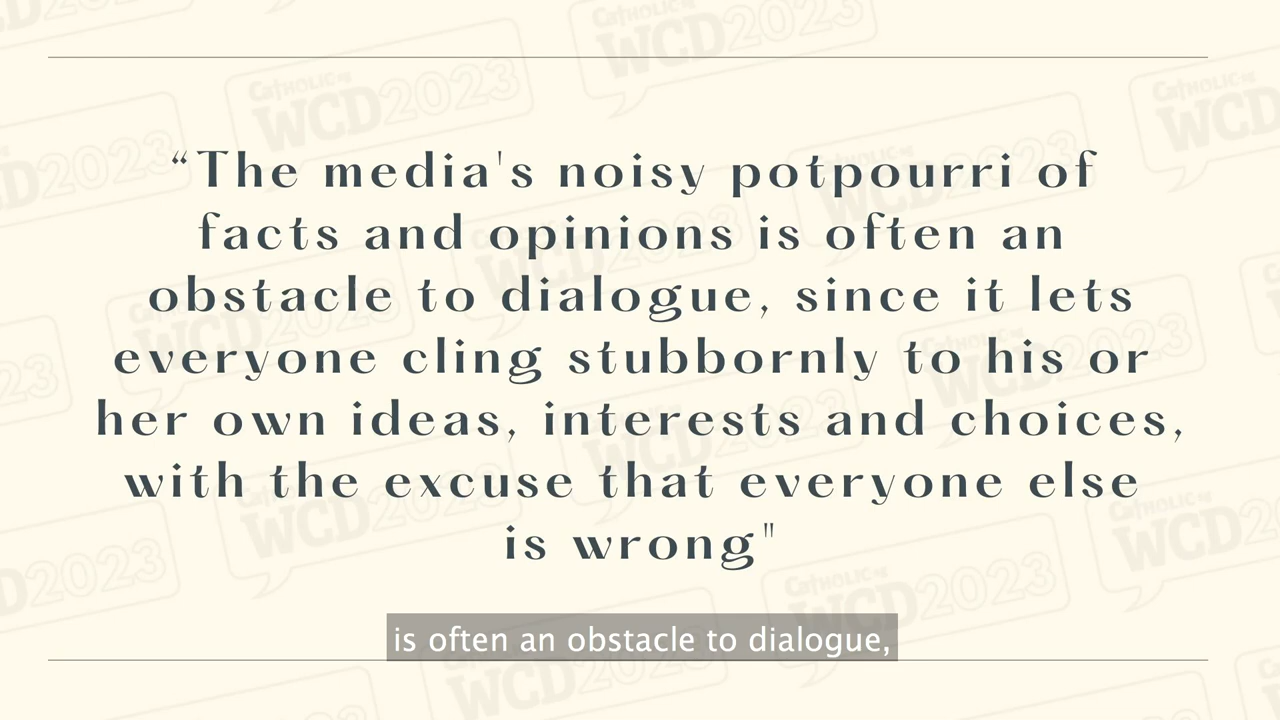 “The media's noisy potpourri of
facts and opinions is often an
obstacle to dialogue, since it lets
everyone cling stubbornly to his or
her own ideas, interests and choices,
with the excuse that everyone else
is wrong"
is often an obstacle to dialogue,
CatHOLiC sg
WCD2023